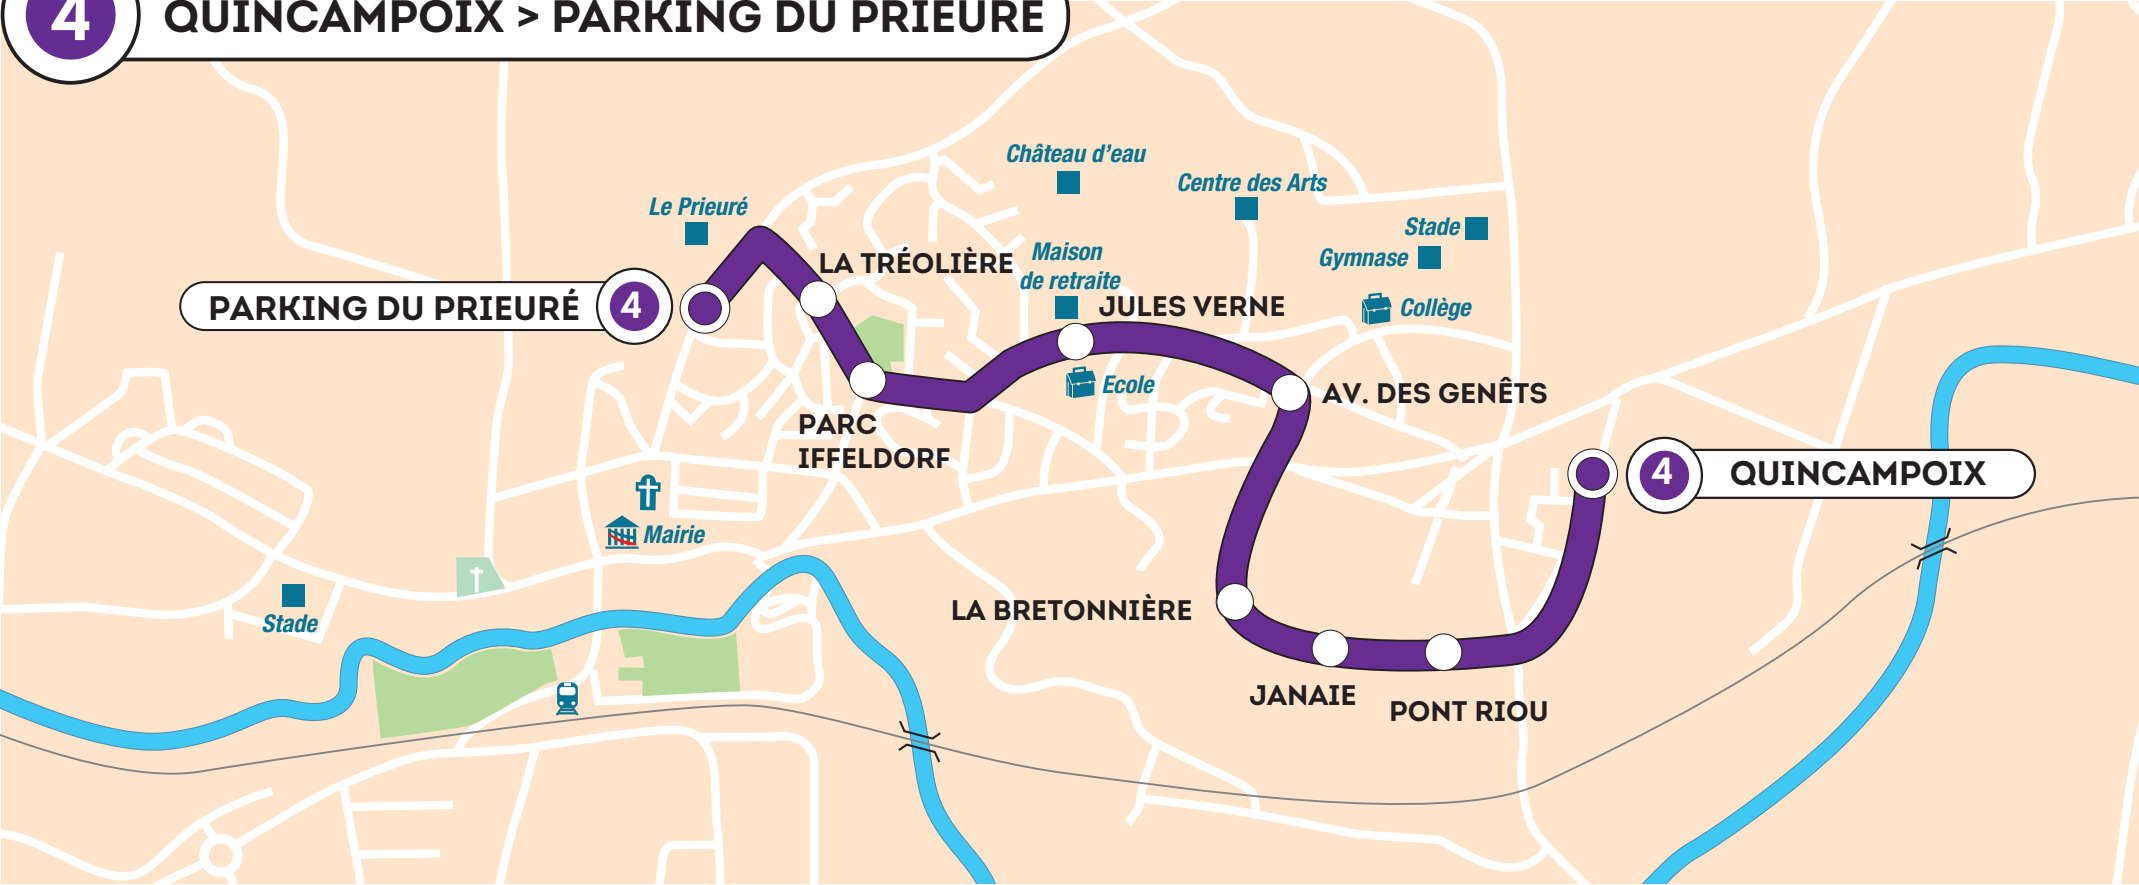 4
QUINCAMPOIX > PARKING DU PRIEURÉ
Château d'eau
Centre des Arts
Le Prieuré
Stade
Maison
de retraite
Gymnase
LA TRÉOLIÈRE
PARKING DU PRIEURÉ
4
JULES VERNE
Collège
Ecole
AV. DES GENÊTS
PARC
IFFELDORF
4
QUINCAMPOIX
Mairie
LA BRETONNIÈRE
Stade
JANAIE
PONT RIOU